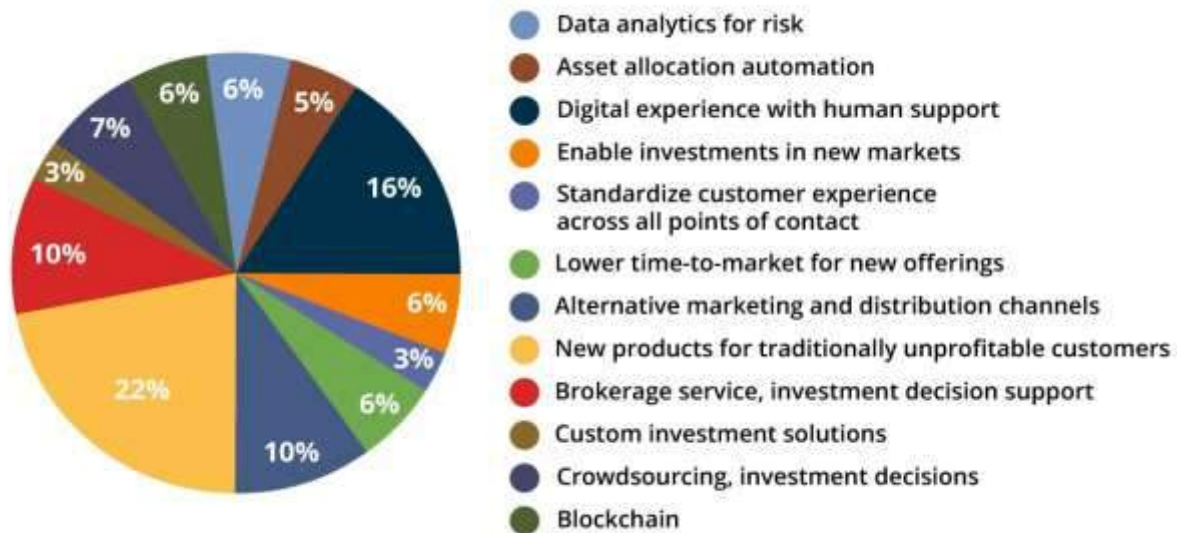 6%
5%
16%
6%
3%
6%
10%
22%
10%
3%
7%
6%
Data analytics for risk
Asset allocation automation
Digital experience with human support
Enable investments in new markets
Standardize customer experience
across all points of contact
Lower time-to-market for new offerings
Alternative marketing and distribution channels
New products for traditionally unprofitable customers
Brokerage service, investment decision support
Custom investment solutions
Crowdsourcing, investment decisions
Blockchain